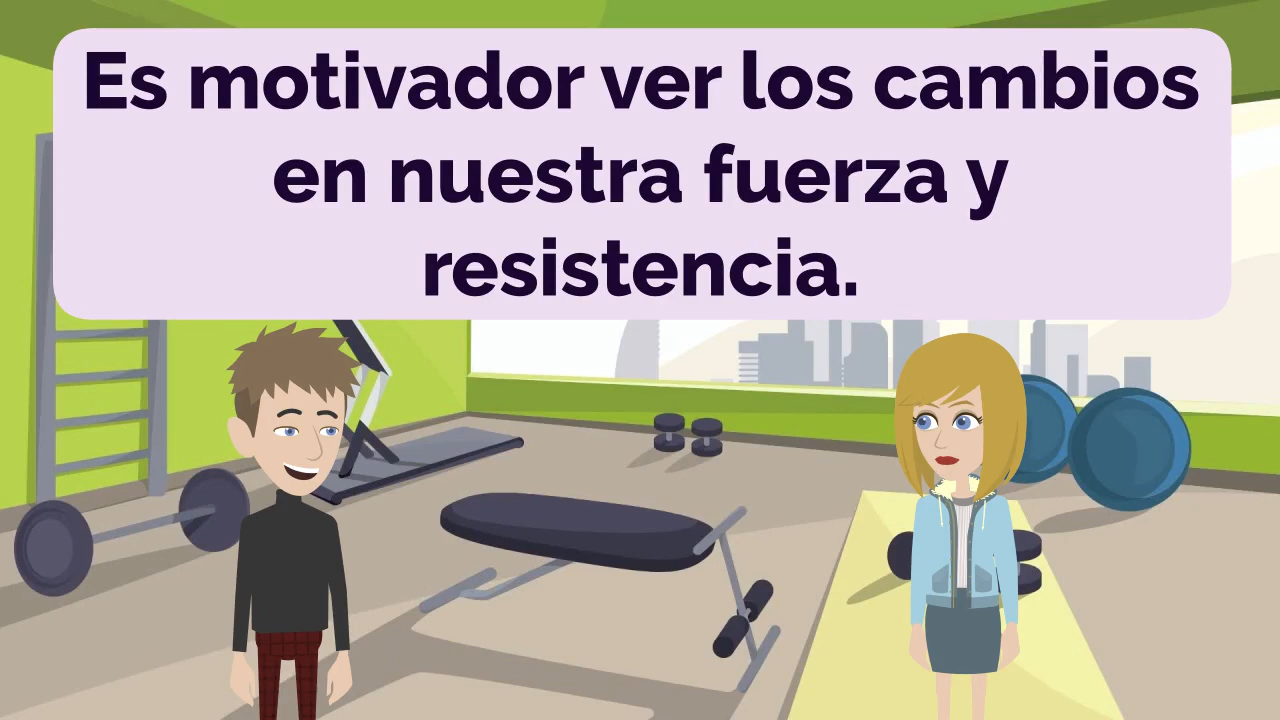 Es motivador ver los cambios
en nuestra fuerza y
resistencia.